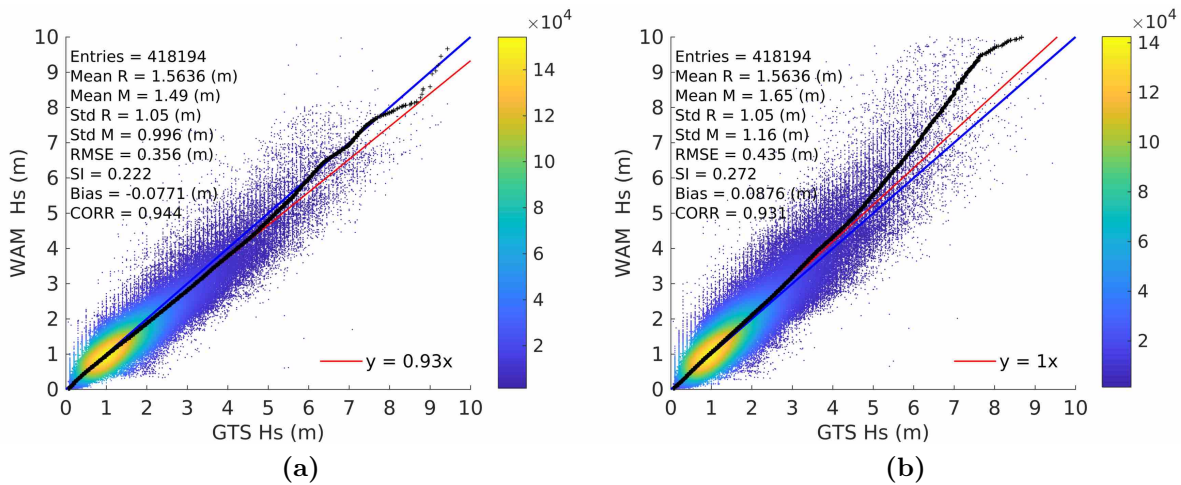 ×10⁴
10
9
8
7
6
5
4
3
2
1
0
WAM Hs (m)
Entries = 418194
Mean R = 1.5636 (m)
Mean M = 1.49 (m)
Std R = 1.05 (m)
Std M = 0.996 (m)
RMSE = 0.356 (m)
SI = 0.222
Bias = -0.0771 (m)
CORR = 0.944
y = 0.93x
0 1 2 3 4 5 6 7 8 9 10
GTS Hs (m)
14
12
10
8
6
4
2
(a)
×10⁴
10
9
8
7
6
5
4
3
2
1
0
WAM Hs (m)
Entries = 418194
Mean R = 1.5636 (m)
Mean M = 1.65 (m)
Std R = 1.05 (m)
Std M = 1.16 (m)
RMSE = 0.435 (m)
SI = 0.272
Bias = 0.0876 (m)
CORR = 0.931
y = 1x
0 1 2 3 4 5 6 7 8 9 10
GTS Hs (m)
14
12
10
8
6
4
2
(b)